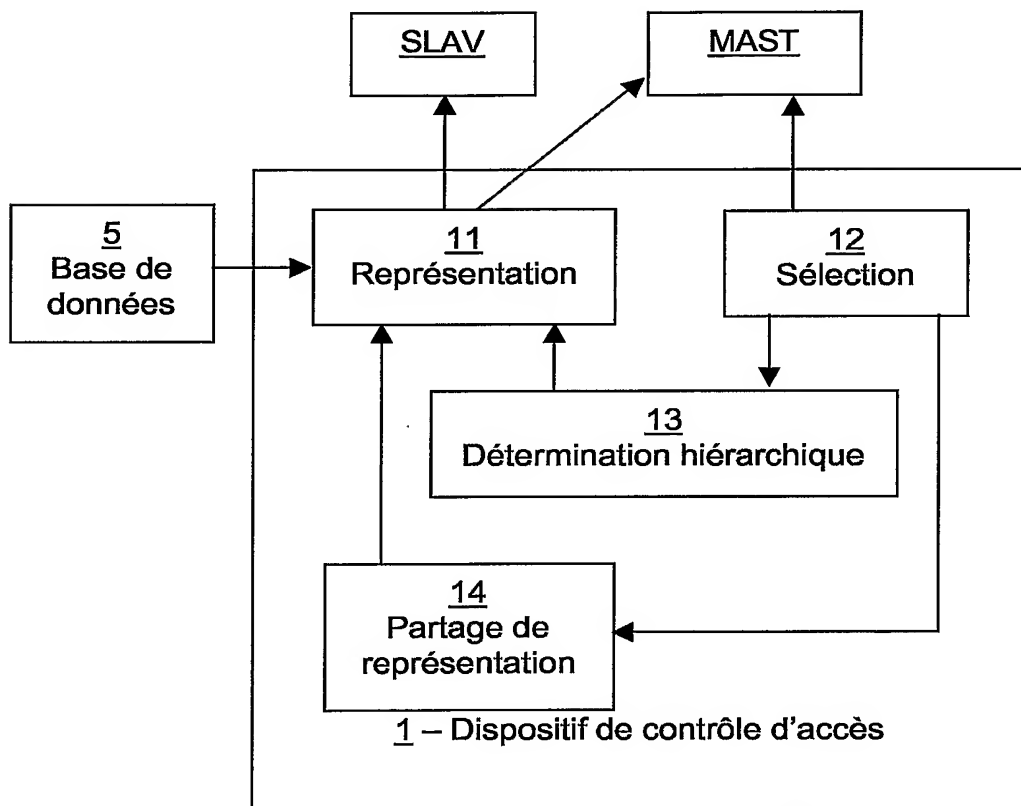 SLAV
MAST
5
Base de
données
11
Représentation
12
Sélection
13
Détermination hiérarchique
14
Partage de
représentation
1 – Dispositif de contrôle d'accès